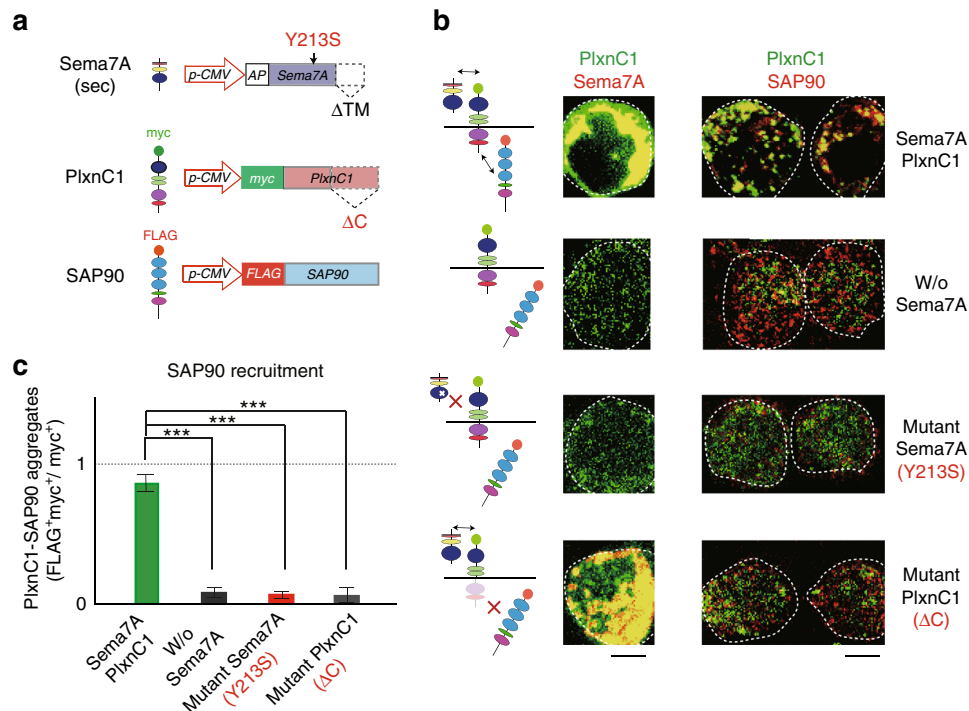 a
Y213S
Sema7A
(sec)
p-CMV
AP
Sema7A
ΔTM
myc
PlxnC1
p-CMV
myc
PlxnC1
ΔC
FLAG
SAP90
p-CMV
FLAG
SAP90
b
PlxnC1
Sema7A
PlxnC1
SAP90
Sema7A
PlxnC1
W/o
Sema7A
Mutant
Sema7A
(Y213S)
Mutant
PlxnC1
(ΔC)
c
SAP90 recruitment
PlxnC1-SAP90 aggregates
(FLAG⁺myc⁺/ myc⁺)
1
0
***
***
***
Sema7A
PlxnC1
W/o
Sema7A
Mutant Sema7A
(Y213S)
Mutant PlxnC1
(ΔC)